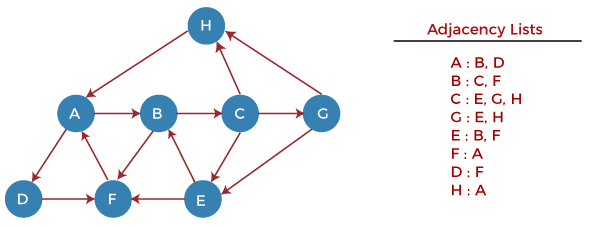 H
Adjacency Lists
A : B, D
B : C, F
C : E, G, H
G : E, H
E : B, F
F : A
D : F
H : A
A
B
C
G
D
F
E